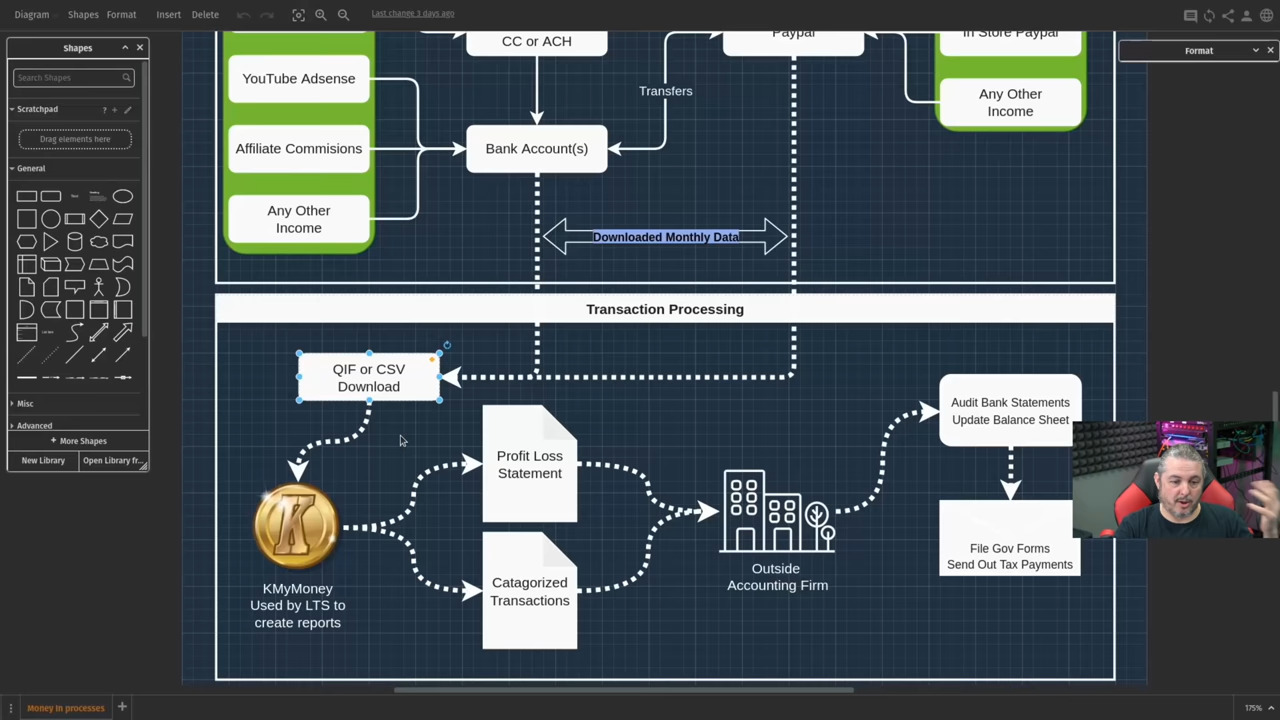 Diagram
Shapes
Format
Insert
Delete
Last change 3 days ago
Shapes
Search Shapes
Scratchpad
?
Drag elements here
General
List Item
Misc
Advanced
+ More Shapes
New Library
Open Library fr...
Format
CC or ACH
Paypal
In Store Paypal
YouTube Adsense
Transfers
Any Other
Income
Affiliate Commisions
Bank Account(s)
Any Other
Income
Downloaded Monthly Data
Transaction Processing
QIF or CSV
Download
Audit Bank Statements
Update Balance Sheet
Profit Loss
Statement
K
File Gov Forms
Send Out Tax Payments
Outside
Accounting Firm
Catagorized
Transactions
KMyMoney
Used by LTS to
create reports
Money in processes
175%